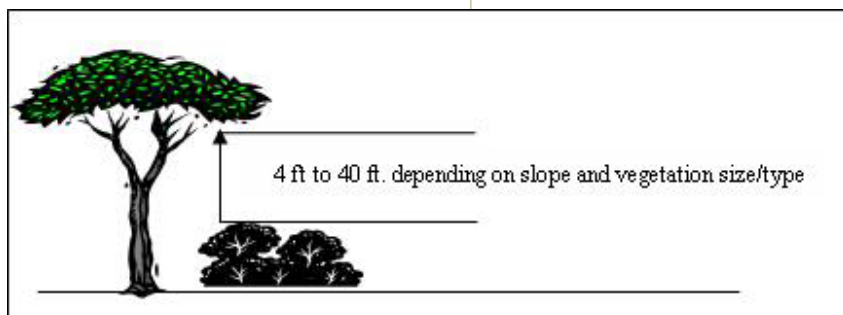 4 ft to 40 ft. depending on slope and vegetation size/type